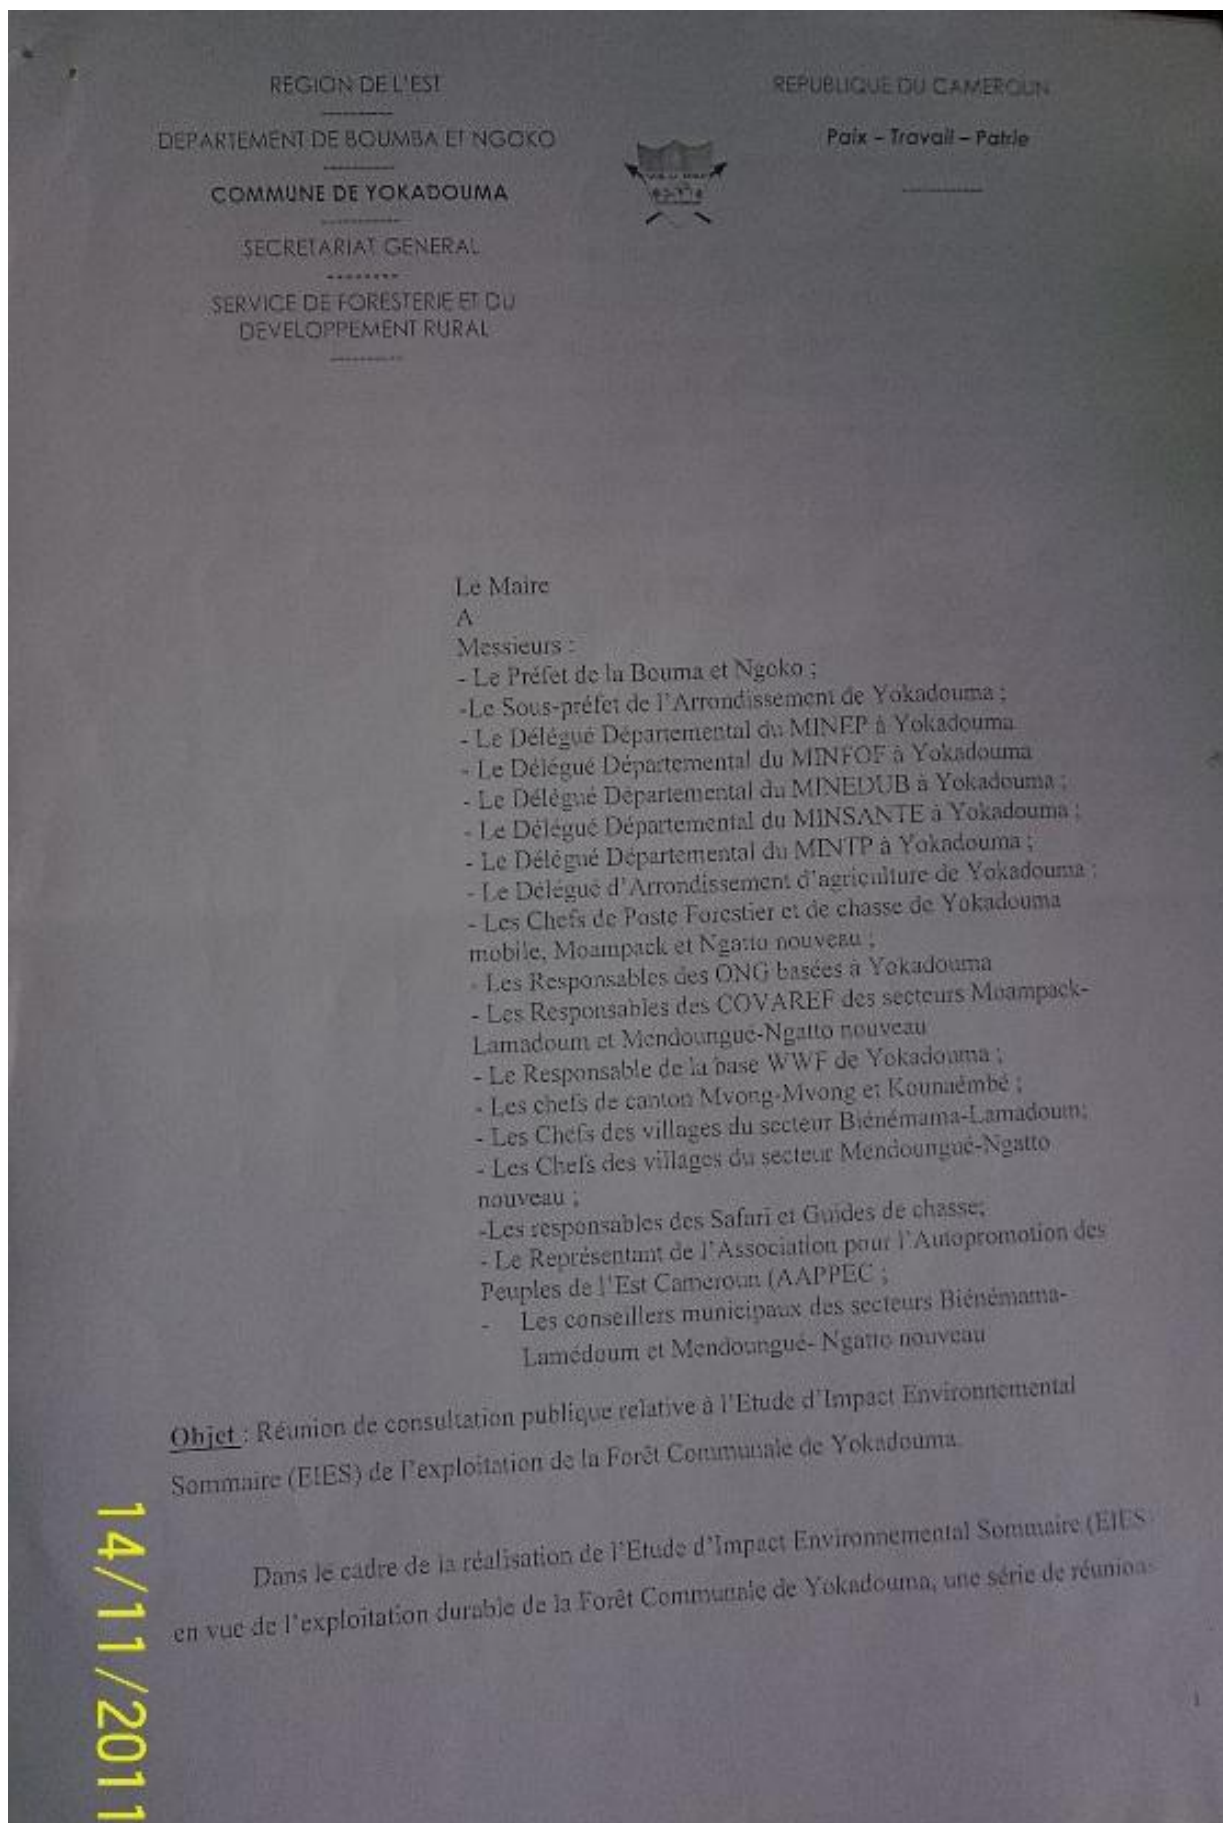 REGION DE L'EST
----------
DEPARTEMENT DE BOUMBA ET NGOKO
----------
COMMUNE DE YOKADOUMA
----------
SECRETARIAT GENERAL
--------
SERVICE DE FORESTERIE ET DU
DEVELOPPEMENT RURAL
----------
REPUBLIQUE DU CAMEROUN
Paix – Travail – Patrie
----------
Le Maire
A
Messieurs :
- Le Préfet de la Bouma et Ngoko ;
-Le Sous-préfet de l'Arrondissement de Yokadouma ;
- Le Délégué Départemental du MINEP à Yokadouma
- Le Délégué Départemental du MINFOF à Yokadouma
- Le Délégué Départemental du MINEDUB à Yokadouma ;
- Le Délégué Départemental du MINSANTE à Yokadouma ;
- Le Délégué Départemental du MINTP à Yokadouma ;
- Le Délégué d'Arrondissement d'agriculture de Yokadouma ;
- Les Chefs de Poste Forestier et de chasse de Yokadouma
mobile, Moampack et Ngatto nouveau ;
- Les Responsables des ONG basées à Yokadouma
- Les Responsables des COVAREF des secteurs Moampack-
Lamadoum et Mendoungué-Ngatto nouveau
- Le Responsable de la base WWF de Yokadouma ;
- Les chefs de canton Mvong-Mvong et Kounaémbé ;
- Les Chefs des villages du secteur Biénémama-Lamadoum;
- Les Chefs des villages du secteur Mendoungué-Ngatto
nouveau ;
-Les responsables des Safari et Guides de chasse;
- Le Représentant de l'Association pour l'Autopromotion des
Peuples de l'Est Cameroun (AAPPEC ;
- Les conseillers municipaux des secteurs Biénémama-
Lamédoum et Mendoungué- Ngatto nouveau
Objet : Réunion de consultation publique relative à l'Etude d'Impact Environnemental
Sommaire (EIES) de l'exploitation de la Forêt Communale de Yokadouma.
Dans le cadre de la réalisation de l'Etude d'Impact Environnemental Sommaire (EIES
en vue de l'exploitation durable de la Forêt Communale de Yokadouma, une série de réunions
1
14/11/2011